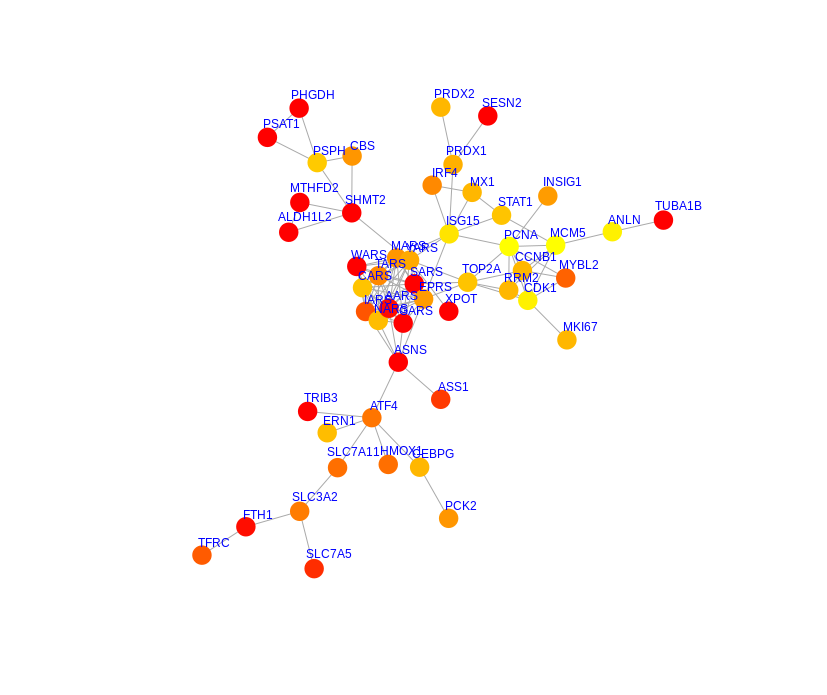 PRDX2
PHGDH
SESN2
PSAT1
PSPH
CBS
PRDX1
IRF4
MX1
INSIG1
MTHFD2
SHMT2
STAT1
ALDH1L2
ISG15
TUBA1B
PCNA
MCM5
ANLN
MARS
YARS
WARS
TARS
CCNB1
CARS
SARS
TOP2A
MYBL2
RRM2
EPRS
CDK1
IARS
AARS
XPOT
NARS
GARS
MKI67
ASNS
ASS1
TRIB3
ATF4
ERN1
SLC7A11
HMOX1
CEBPG
SLC3A2
PCK2
FTH1
TFRC
SLC7A5